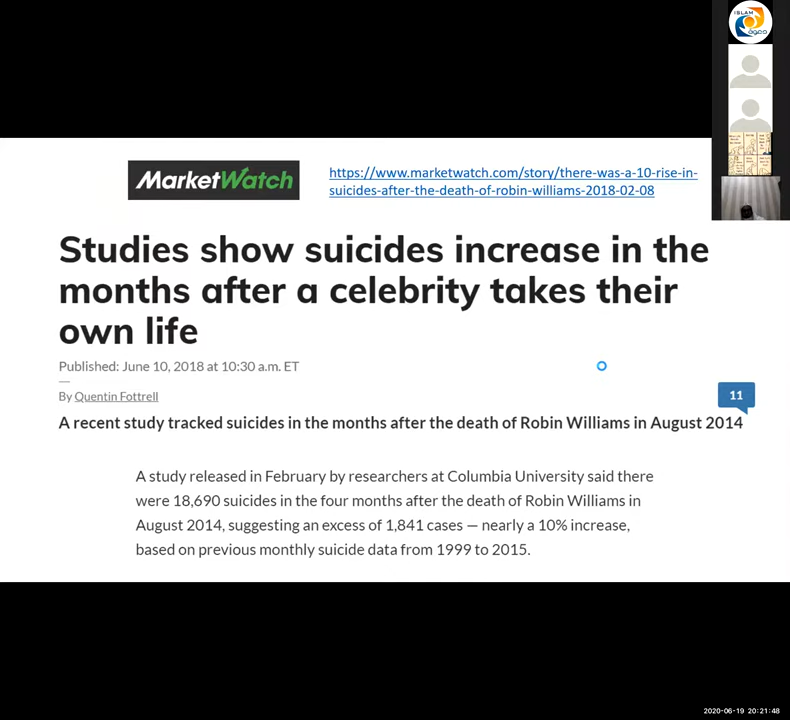 ISLAM
دعوة
MarketWatch
https://www.marketwatch.com/story/there-was-a-10-rise-in-
suicides-after-the-death-of-robin-williams-2018-02-08
Studies show suicides increase in the
months after a celebrity takes their
own life
Published: June 10, 2018 at 10:30 a.m. ET
By Quentin Fottrell
11
A recent study tracked suicides in the months after the death of Robin Williams in August 2014
A study released in February by researchers at Columbia University said there
were 18,690 suicides in the four months after the death of Robin Williams in
August 2014, suggesting an excess of 1,841 cases — nearly a 10% increase,
based on previous monthly suicide data from 1999 to 2015.
2020-06-19 20:21:48